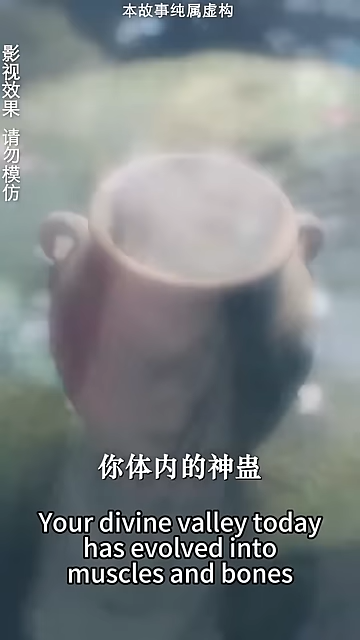 本故事纯属虚构
影视效果 请勿模仿
你体内的神蛊
Your divine valley today
has evolved into
muscles and bones